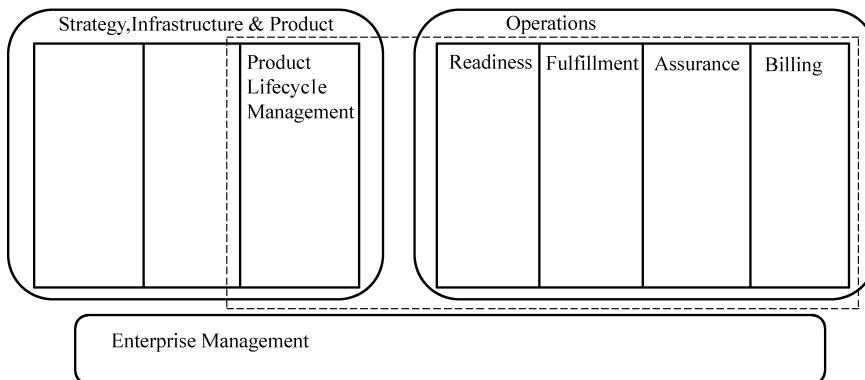 Strategy,Infrastructure & Product
Operations
Product
Lifecycle
Management
Readiness
Fulfillment
Assurance
Billing
Enterprise Management